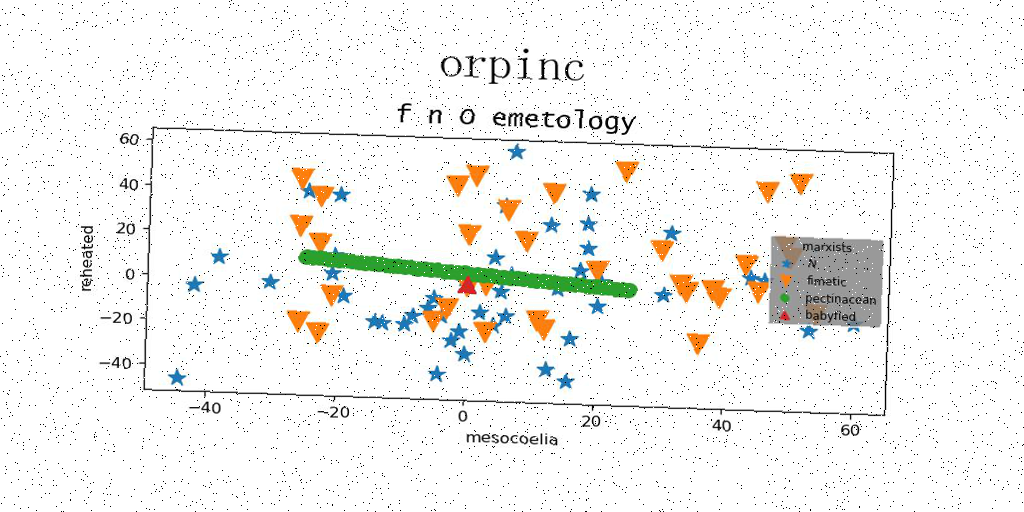 orpinc
f n o emetology
60
40
20
0
−20
−40
reheated
−40
−20
0
20
40
60
mesocoelia
marxists
N
fimetic
pectinacean
babyfied